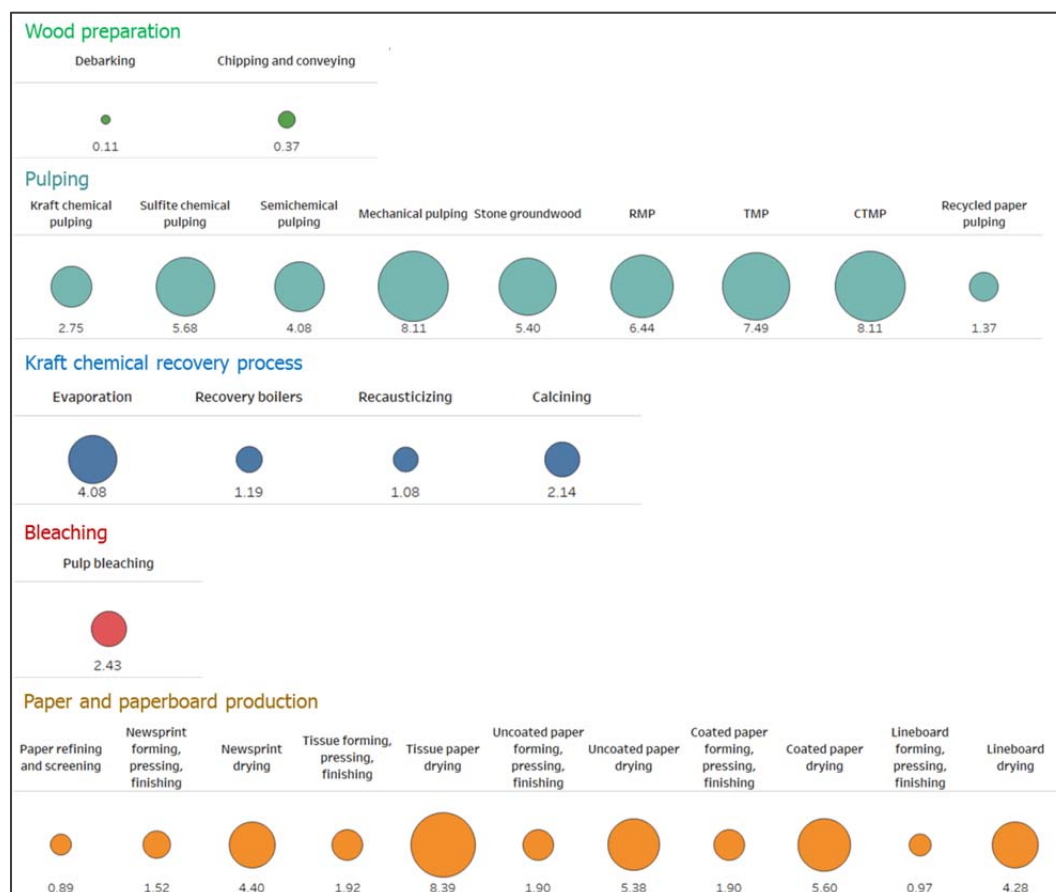 Wood preparation
Debarking Chipping and conveying
0.11 0.37
Pulping
Kraft chemical pulping Sulfite chemical pulping Semichemical pulping Mechanical pulping Stone groundwood RMP TMP CTMP Recycled paper pulping
2.75 5.68 4.08 8.11 5.40 6.44 7.49 8.11 1.37
Kraft chemical recovery process
Evaporation Recovery boilers Recausticizing Calcining
4.08 1.19 1.08 2.14
Bleaching
Pulp bleaching
2.43
Paper and paperboard production
Paper refining and screening Newsprint forming, pressing, finishing Newsprint drying Tissue forming, pressing, finishing Tissue paper drying Uncoated paper forming, pressing, finishing Uncoated paper drying Coated paper forming, pressing, finishing Coated paper drying Lineboard forming, pressing, finishing Lineboard drying
0.89 1.52 4.40 1.92 8.39 1.90 5.38 1.90 5.60 0.97 4.28